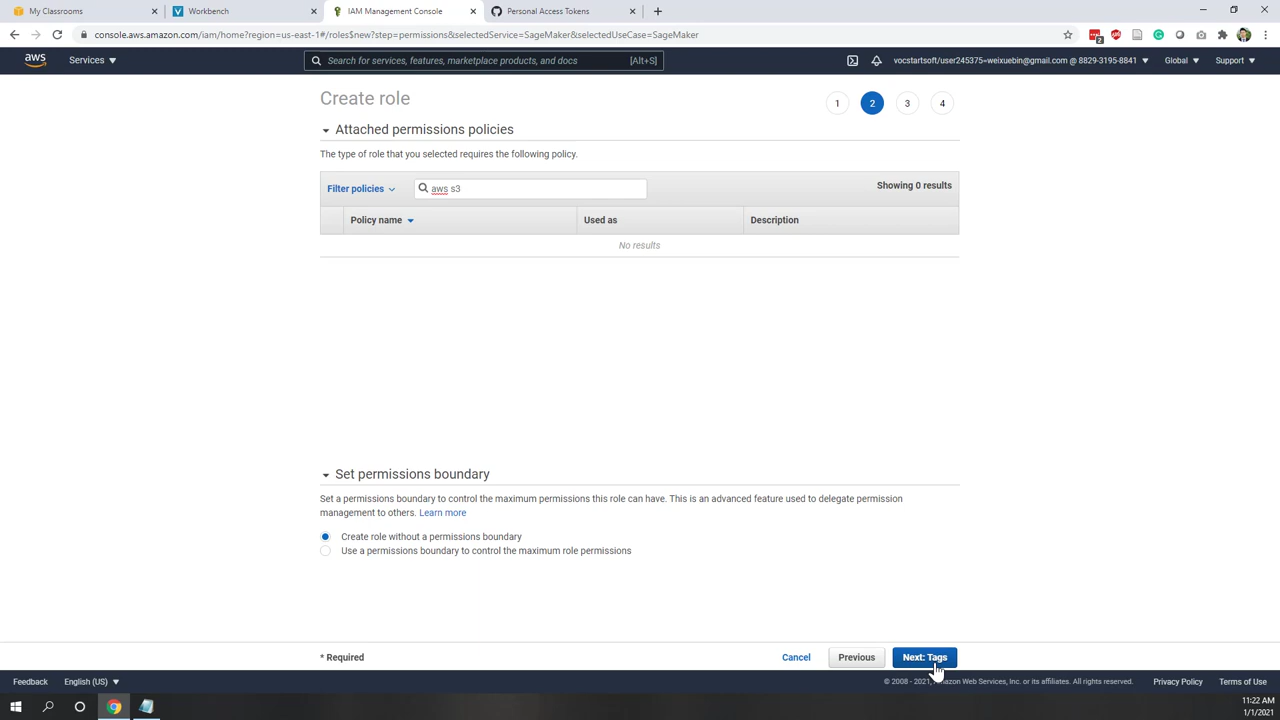 My Classrooms
Workbench
IAM Management Console
Personal Access Tokens
console.aws.amazon.com/iam/home?region=us-east-1#/roles$new?step=permissions&selectedService=SageMaker&selectedUseCase=SageMaker
2
aws
Services
Search for services, features, marketplace products, and docs
[Alt+S]
vocstartsoft/user245375=weixuebin@gmail.com @ 8829-3195-8841
Global
Support
Create role
1
2
3
4
Attached permissions policies
The type of role that you selected requires the following policy.
Filter policies
aws s3
Showing 0 results
Policy name
Used as
Description
No results
Set permissions boundary
Set a permissions boundary to control the maximum permissions this role can have. This is an advanced feature used to delegate permission
management to others. Learn more
Create role without a permissions boundary
Use a permissions boundary to control the maximum role permissions
* Required
Cancel
Previous
Next: Tags
Feedback
English (US)
© 2008 - 2021, Amazon Web Services, Inc. or its affiliates. All rights reserved.
Privacy Policy
Terms of Use
11:22 AM
1/1/2021